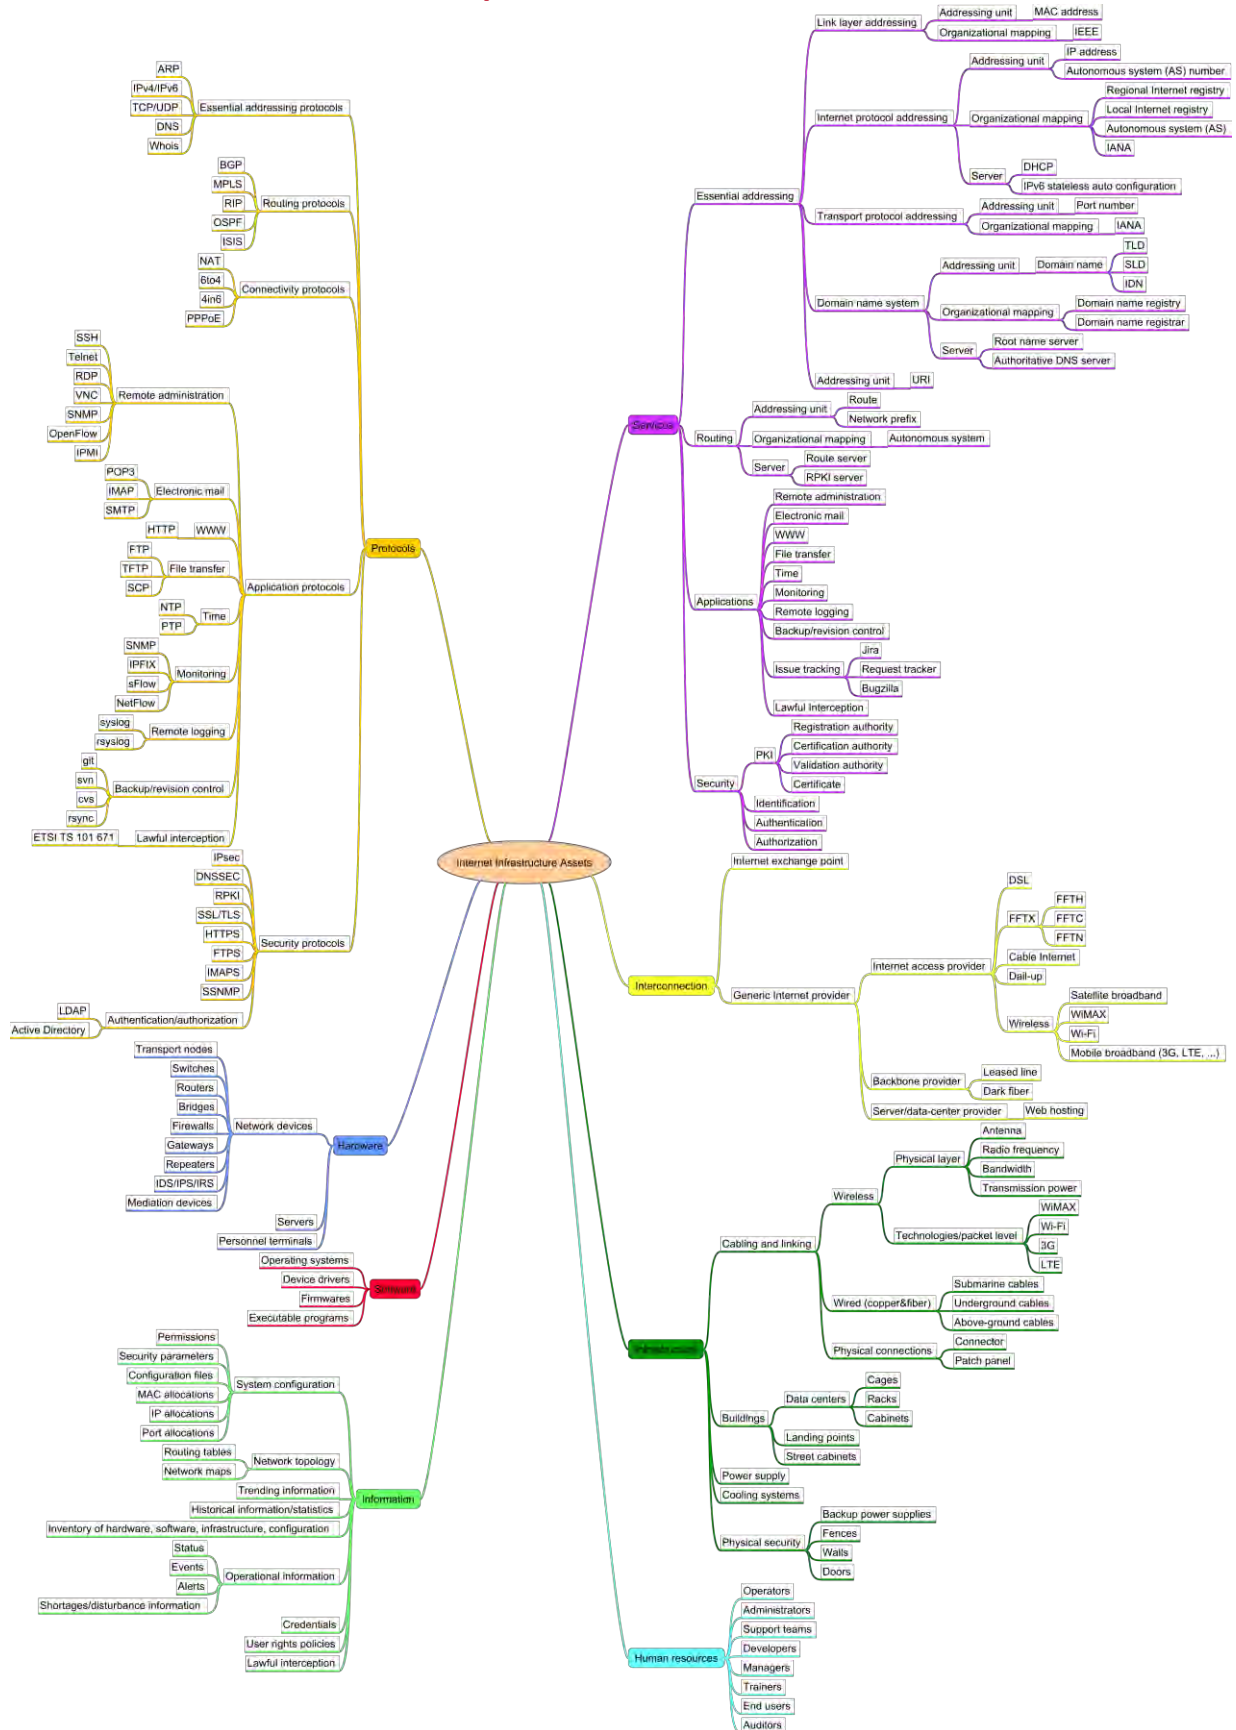 Link layer addressing
Addressing unit
MAC address
Organizational mapping
IEEE
Internet protocol addressing
Addressing unit
IP address
Autonomous system (AS) number
Organizational mapping
Regional Internet registry
Local Internet registry
Autonomous system (AS)
IANA
Server
DHCP
IPv6 stateless auto configuration
Essential addressing
Transport protocol addressing
Addressing unit
Port number
Organizational mapping
IANA
Domain name system
Addressing unit
Domain name
TLD
SLD
IDN
Organizational mapping
Domain name registry
Domain name registrar
Server
Root name server
Authoritative DNS server
Addressing unit
URI
Services
Routing
Addressing unit
Route
Network prefix
Organizational mapping
Autonomous system
Server
Route server
RPKI server
Applications
Remote administration
Electronic mail
WWW
File transfer
Time
Monitoring
Remote logging
Backup/revision control
Issue tracking
Jira
Request tracker
Bugzilla
Lawful Interception
Security
PKI
Registration authority
Certification authority
Validation authority
Certificate
Identification
Authentication
Authorization
ARP
IPv4/IPv6
TCP/UDP
DNS
Whois
Essential addressing protocols
BGP
MPLS
RIP
OSPF
ISIS
Routing protocols
NAT
6to4
4in6
PPPoE
Connectivity protocols
SSH
Telnet
RDP
VNC
SNMP
OpenFlow
IPMI
Remote administration
POP3
IMAP
SMTP
Electronic mail
HTTP
WWW
FTP
TFTP
SCP
File transfer
NTP
PTP
Time
SNMP
IPFIX
sFlow
NetFlow
Monitoring
syslog
rsyslog
Remote logging
git
svn
cvs
rsync
Backup/revision control
ETSI TS 101 671
Lawful interception
Application protocols
Protocols
IPsec
DNSSEC
RPKI
SSL/TLS
HTTPS
FTPS
IMAPS
SSNMP
Security protocols
LDAP
Active Directory
Authentication/authorization
Internet Infrastructure Assets
Interconnection
Internet exchange point
Generic Internet provider
Internet access provider
DSL
FFTX
FFTH
FFTC
FFTN
Cable Internet
Dail-up
Wireless
Satellite broadband
WiMAX
Wi-Fi
Mobile broadband (3G, LTE, ...)
Backbone provider
Leased line
Dark fiber
Server/data-center provider
Web hosting
Transport nodes
Switches
Routers
Bridges
Firewalls
Gateways
Repeaters
IDS/IPS/IRS
Mediation devices
Network devices
Servers
Personnel terminals
Hardware
Operating systems
Device drivers
Firmwares
Executable programs
Software
Infrastructure
Cabling and linking
Wireless
Physical layer
Antenna
Radio frequency
Bandwidth
Transmission power
Technologies/packet level
WiMAX
Wi-Fi
3G
LTE
Wired (copper&fiber)
Submarine cables
Underground cables
Above-ground cables
Physical connections
Connector
Patch panel
Buildings
Data centers
Cages
Racks
Cabinets
Landing points
Street cabinets
Power supply
Cooling systems
Physical security
Backup power supplies
Fences
Walls
Doors
Permissions
Security parameters
Configuration files
MAC allocations
IP allocations
Port allocations
System configuration
Routing tables
Network maps
Network topology
Trending information
Historical information/statistics
Inventory of hardware, software, infrastructure, configuration
Status
Events
Alerts
Shortages/disturbance information
Operational information
Credentials
User rights policies
Lawful interception
Information
Human resources
Operators
Administrators
Support teams
Developers
Managers
Trainers
End users
Auditors